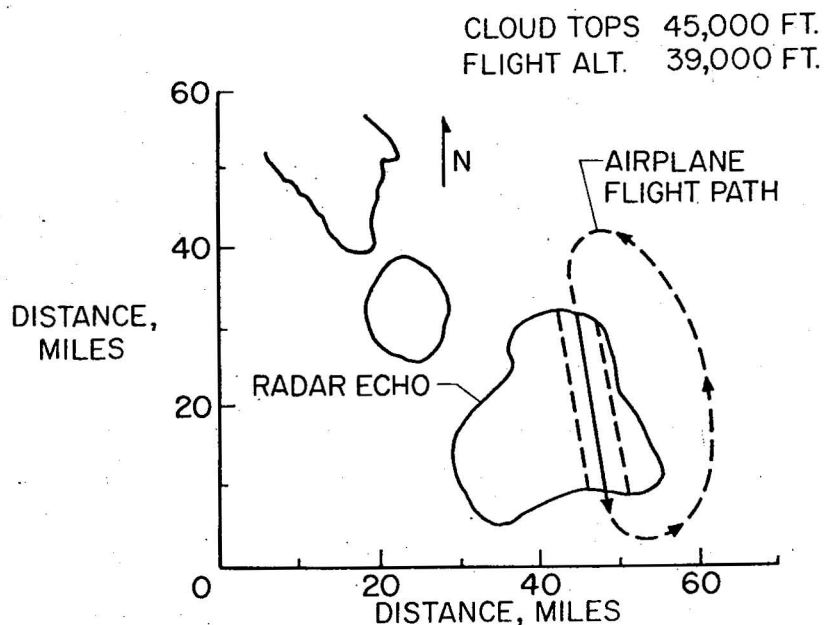 CLOUD TOPS 45,000 FT.
FLIGHT ALT. 39,000 FT.
60
N
AIRPLANE
FLIGHT PATH
40
DISTANCE,
MILES
RADAR ECHO
20
0
20
40
60
DISTANCE, MILES